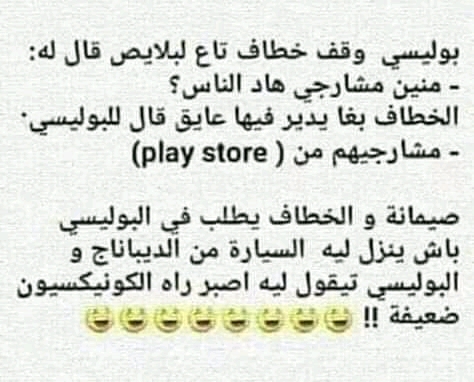 بوليسي وقف خطاف تاع لبلايص قال له:
- منين مشارجي هاد الناس؟
الخطاف بغا يدير فيها عايق قال للبوليسي·
- مشارجيهم من ( play store)
صيمانة و الخطاف يطلب في البوليسي
باش ينزل ليه السيارة من الديباناج و
البوليسي تيقول ليه اصبر راه الكونيكسيون
ضعيفة !! 😄😄😄😄😄😄😄😄